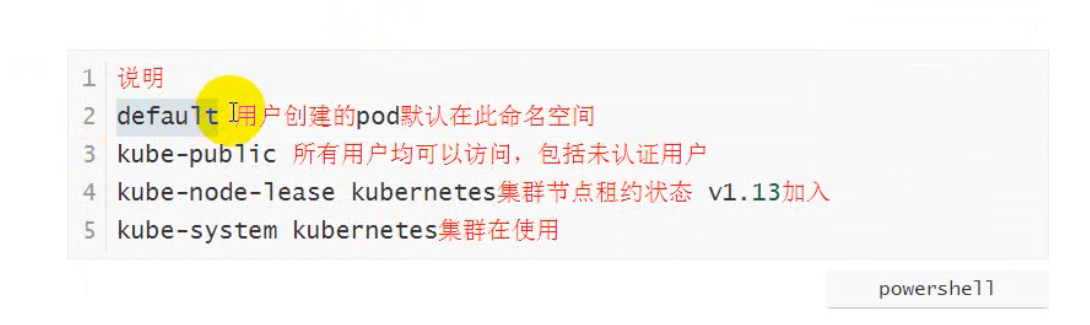 1 说明
2 default 用户创建的pod默认在此命名空间
3 kube-public 所有用户均可以访问，包括未认证用户
4 kube-node-lease kubernetes集群节点租约状态 v1.13加入
5 kube-system kubernetes集群在使用
powershell